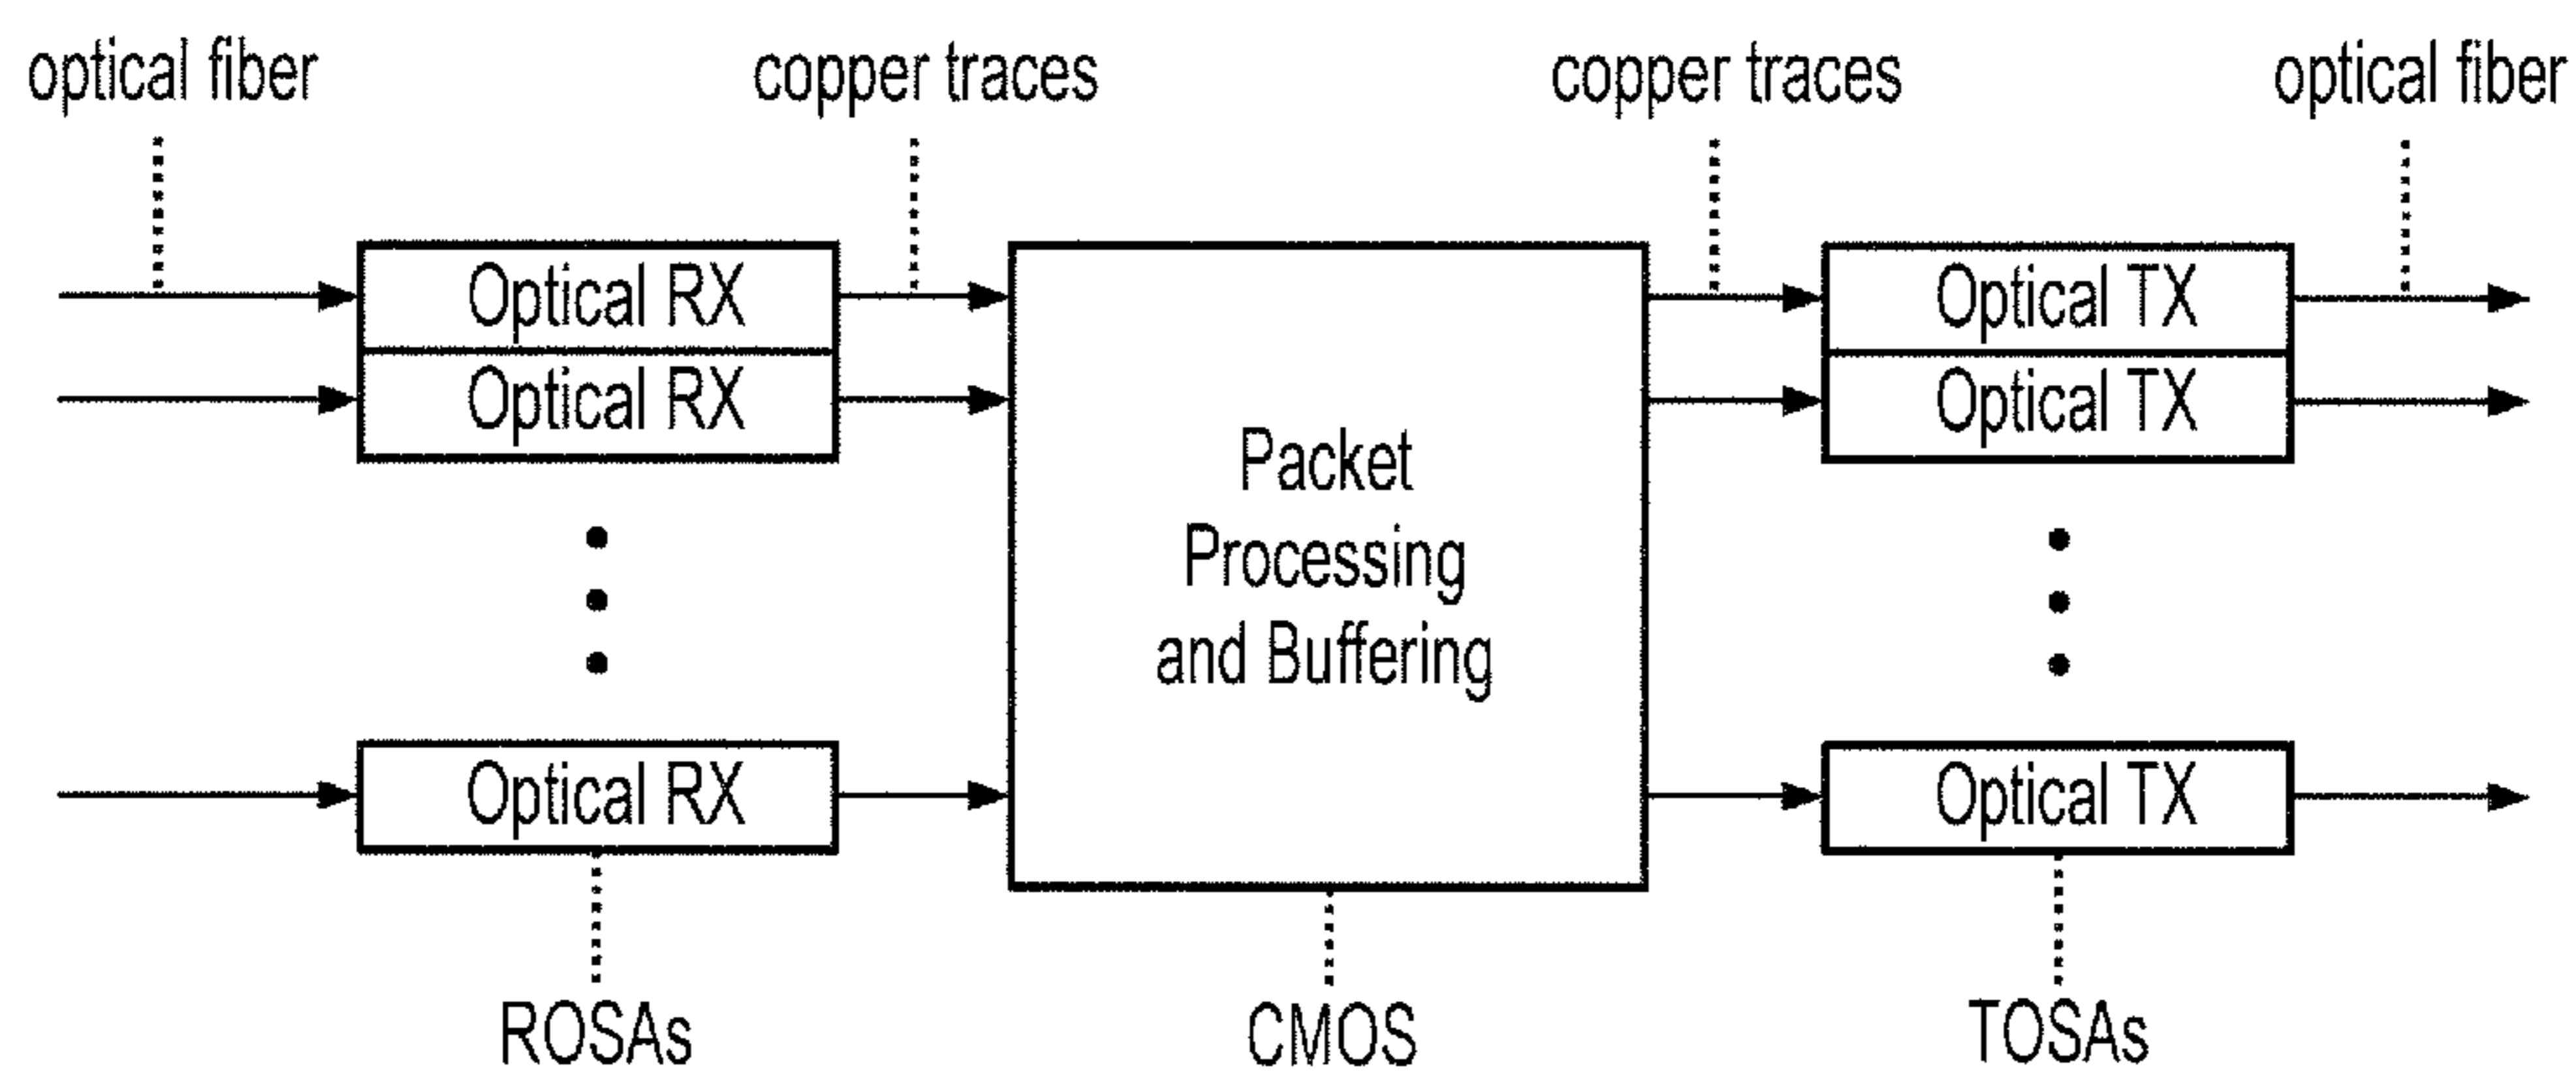 optical fiber
copper traces
copper traces
optical fiber
Optical RX
Optical TX
Optical RX
Optical TX
Packet
Processing
and Buffering
Optical RX
Optical TX
ROSAs
CMOS
TOSAs